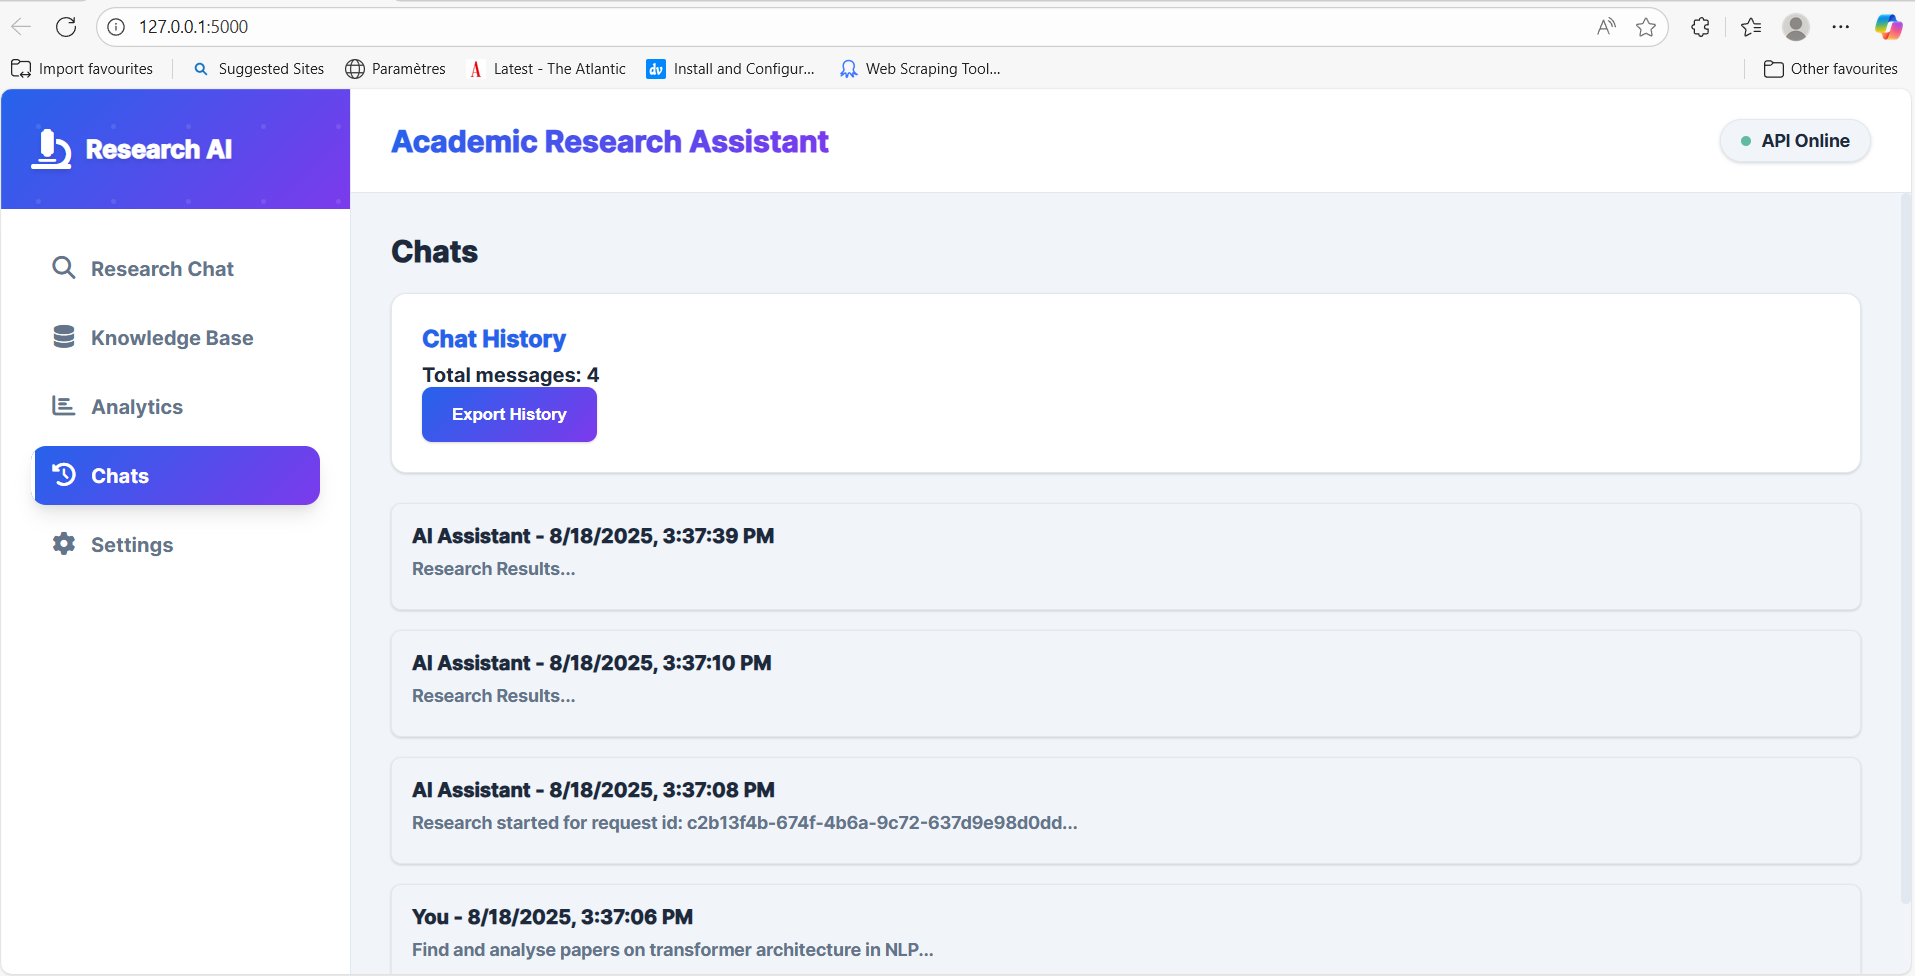 127.0.0.1:5000
Import favourites
Suggested Sites
Paramètres
Latest - The Atlantic
Install and Configur...
Web Scraping Tool...
Other favourites
Research AI
Academic Research Assistant
API Online
Research Chat
Knowledge Base
Analytics
Chats
Settings
Chats
Chat History
Total messages: 4
Export History
AI Assistant - 8/18/2025, 3:37:39 PM
Research Results...
AI Assistant - 8/18/2025, 3:37:10 PM
Research Results...
AI Assistant - 8/18/2025, 3:37:08 PM
Research started for request id: c2b13f4b-674f-4b6a-9c72-637d9e98d0dd...
You - 8/18/2025, 3:37:06 PM
Find and analyse papers on transformer architecture in NLP...